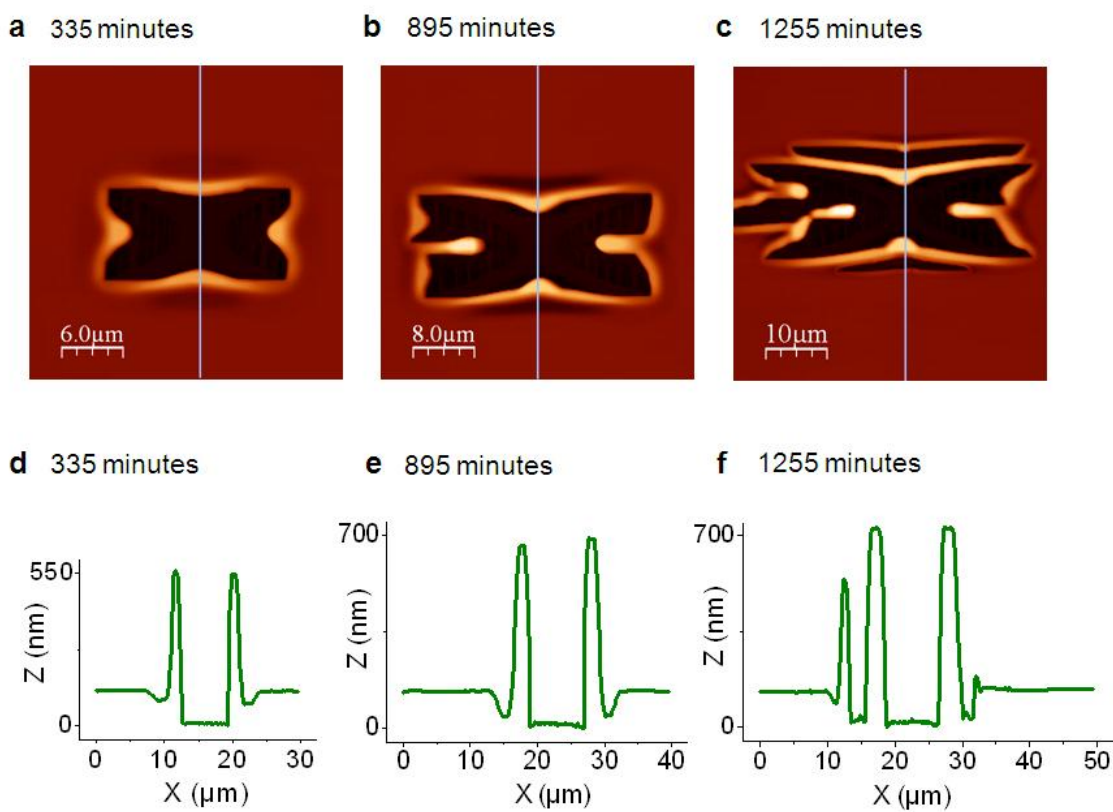 a 335 minutes
b 895 minutes
c 1255 minutes
6.0µm
8.0µm
10µm
d 335 minutes
e 895 minutes
f 1255 minutes
550
0
Z (nm)
0 10 20 30
X (µm)
700
0
Z (nm)
0 10 20 30 40
X (µm)
700
0
Z (nm)
0 10 20 30 40 50
X (µm)